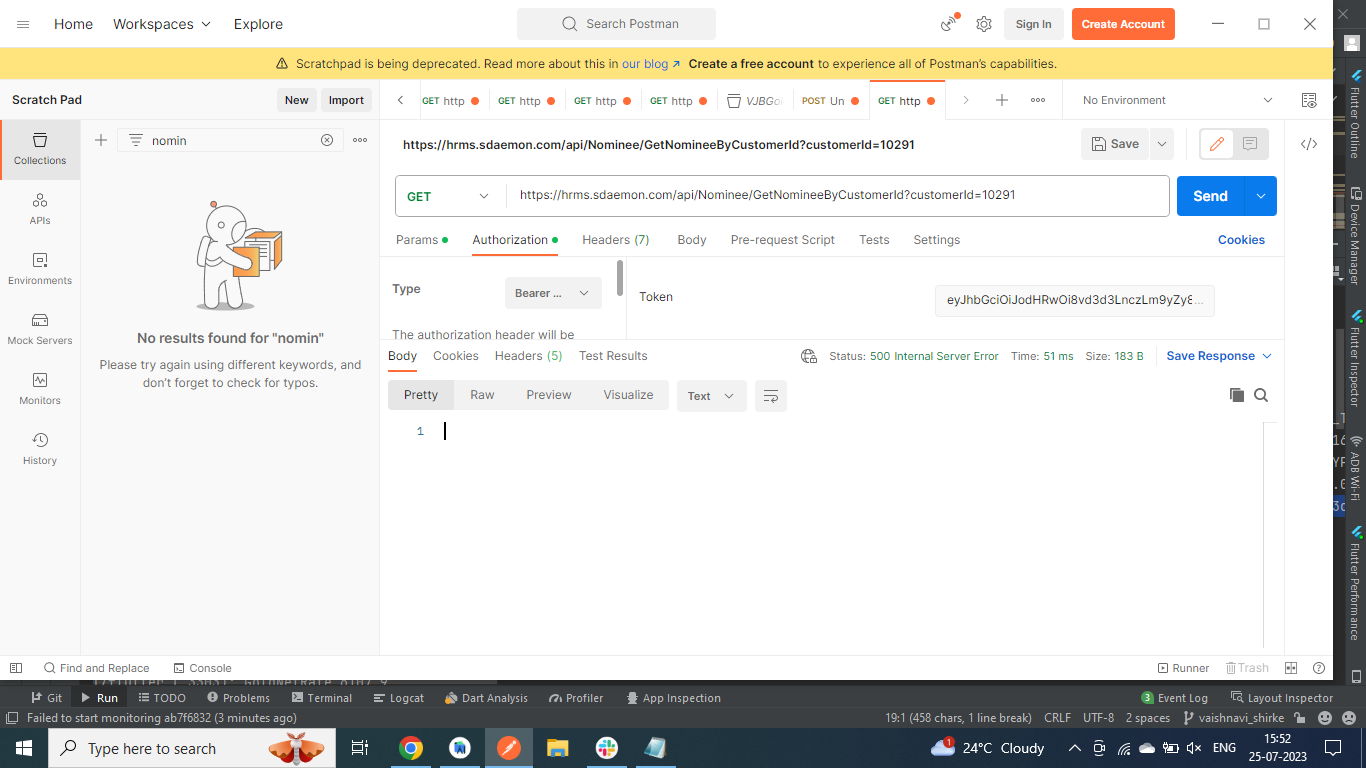 Home
Workspaces
Explore
Search Postman
Sign In
Create Account
Scratchpad is being deprecated. Read more about this in our blog ↗ Create a free account to experience all of Postman's capabilities.
Scratch Pad
New
Import
GET http
GET http
GET http
GET http
VJBGo
POST Un
GET http
No Environment
Collections
APIs
Environments
Mock Servers
Monitors
History
nomin
No results found for "nomin"
Please try again using different keywords, and
don't forget to check for typos.
https://hrms.sdaemon.com/api/Nominee/GetNomineeByCustomerId?customerId=10291
Save
GET
https://hrms.sdaemon.com/api/Nominee/GetNomineeByCustomerId?customerId=10291
Send
Params
Authorization
Headers (7)
Body
Pre-request Script
Tests
Settings
Cookies
Type
Bearer ...
The authorization header will be
Token
eyJhbGciOiJodHRwOi8vd3d3LnczLm9yZy8...
Body
Cookies
Headers (5)
Test Results
Status: 500 Internal Server Error
Time: 51 ms
Size: 183 B
Save Response
Pretty
Raw
Preview
Visualize
Text
1
Find and Replace
Console
Runner
Trash
Flutter Outline
Device Manager
Flutter Inspector
ADB Wi-Fi
Flutter Performance
Git
Run
TODO
Problems
Terminal
Logcat
Dart Analysis
Profiler
App Inspection
3 Event Log
Layout Inspector
Failed to start monitoring ab7f6832 (3 minutes ago)
19:1 (458 chars, 1 line break)
CRLF
UTF-8
2 spaces
vaishnavi_shirke
Type here to search
1
24°C Cloudy
ENG
15:52
25-07-2023